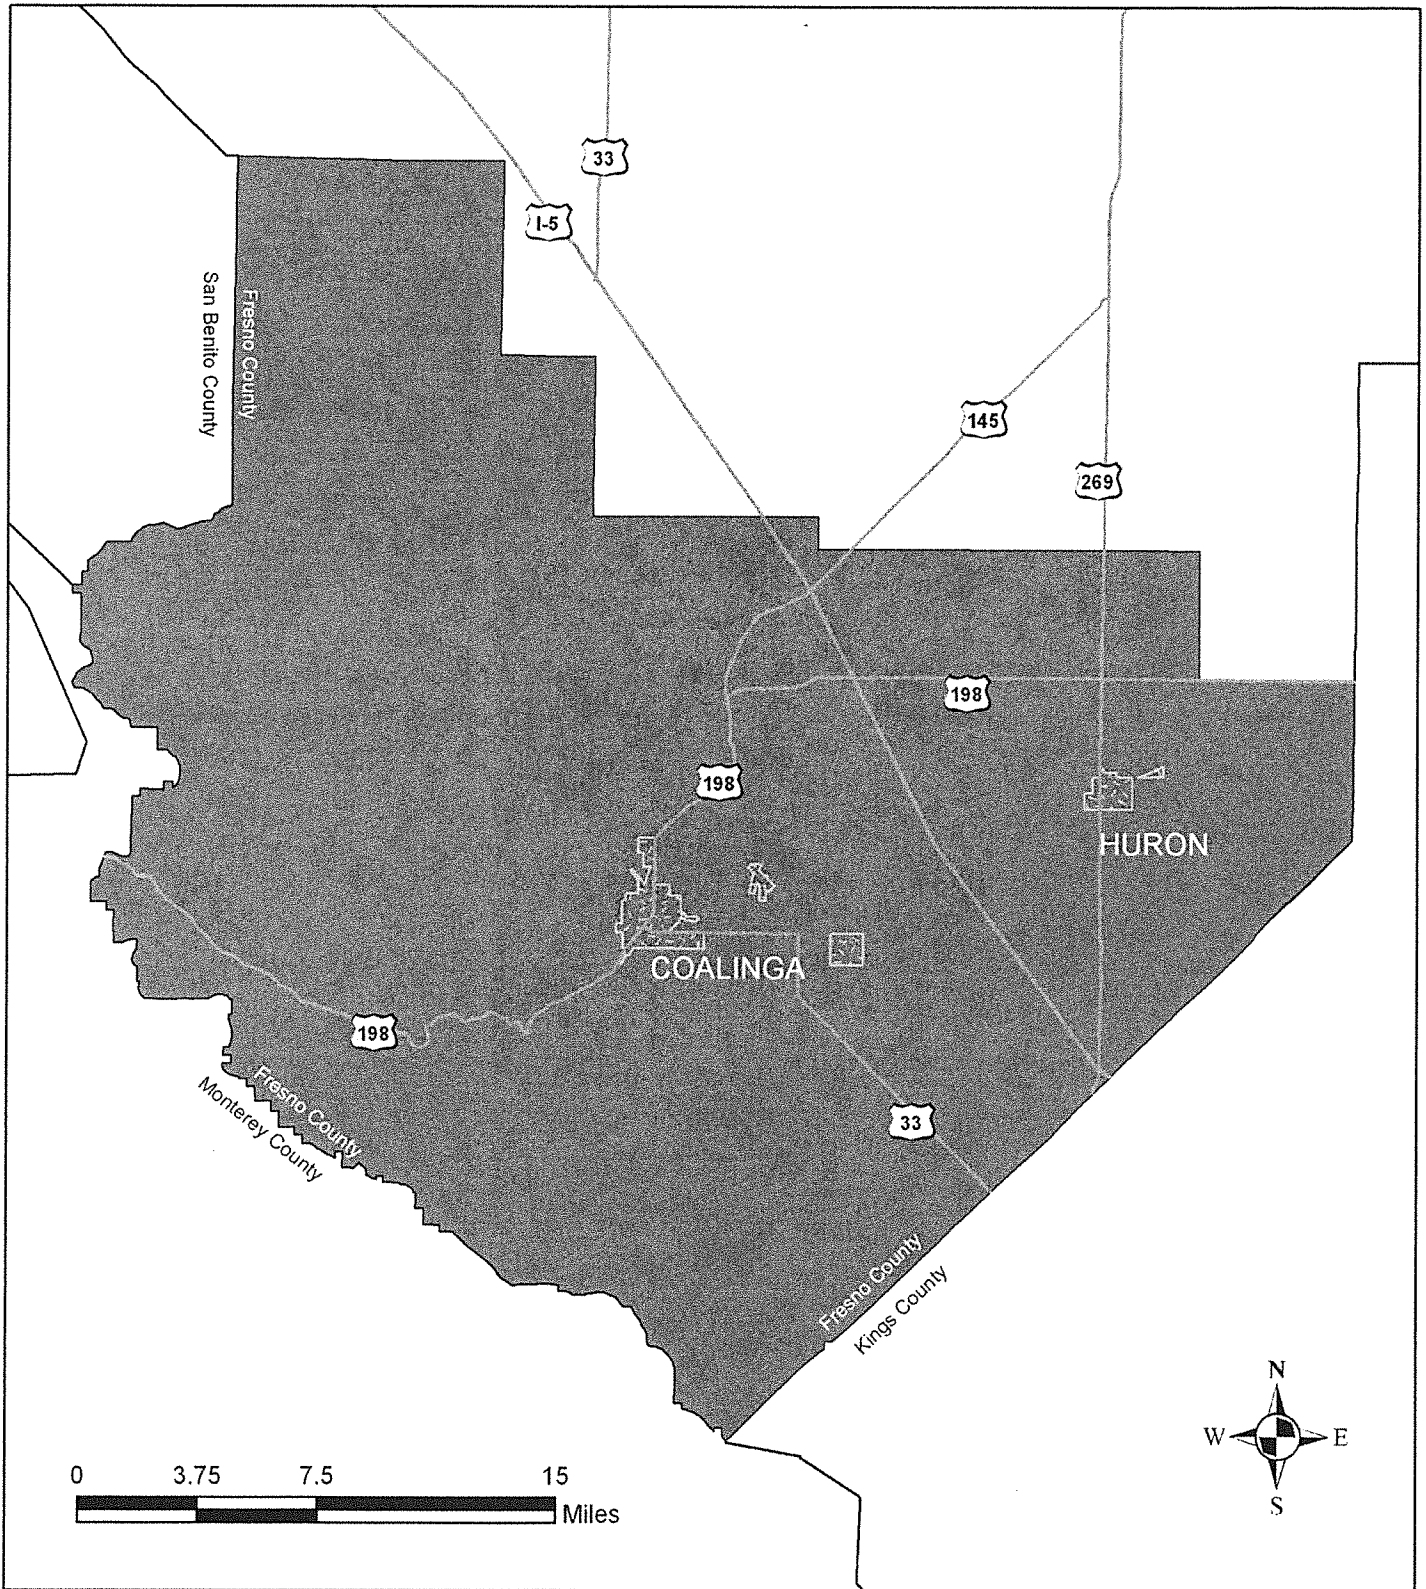 33
I-5
San Benito County
Fresno County
145
269
198
198
HURON
COALINGA
198
Fresno County
Monterey County
33
Fresno County
Kings County
N
W
E
S
0 3.75 7.5 15
Miles